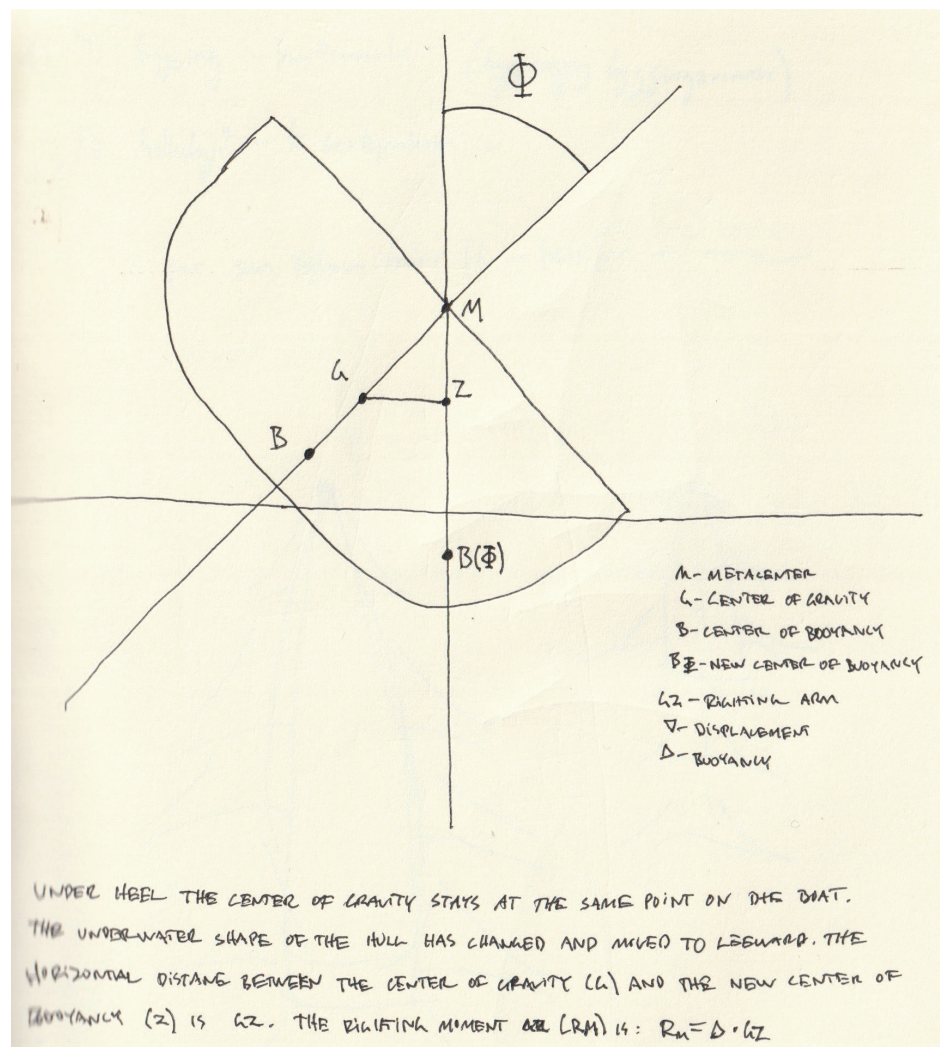 Φ
M
G
Z
B
B(Φ)
M-METACENTER
G-CENTER OF GRAVITY
B-CENTER OF BOOYANCY
BΦ-NEW CENTER OF BUOYANCY
GZ-RIGHTING ARM
∇-DISPLACEMENT
Δ-BUOYANCY
UNDER HEEL THE CENTER OF GRAVITY STAYS AT THE SAME POINT ON THE BOAT.
THE UNDERWATER SHAPE OF THE HULL HAS CHANGED AND MOVED TO LEEWARD. THE
HORIZONTAL DISTANE BETWEEN THE CENTER OF GRAVITY (G) AND THE NEW CENTER OF
BUOYANCY (Z) IS GZ. THE RIGHTING MOMENT (RM) IS: RM=Δ·GZ